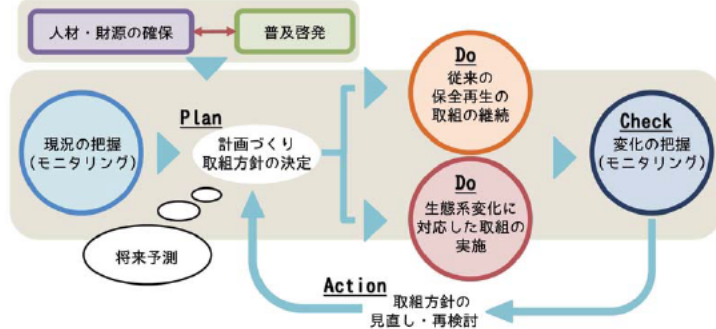 人材・財源の確保
普及啓発
現況の把握
(モニタリング)
Plan
計画づくり
取組方針の決定
将来予測
Do
従来の
保全再生の
取組の継続
Do
生態系変化に
対応した取組の
実施
Check
変化の把握
(モニタリング)
Action
取組方針の
見直し・再検討